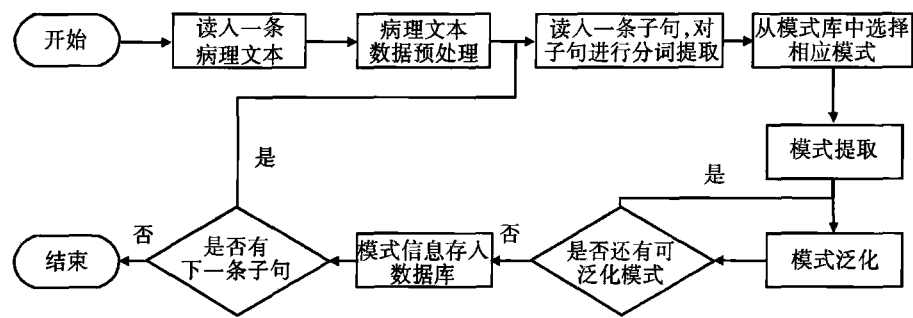 开始
读入一条
病理文本
病理文本
数据预处理
读入一条子句,对
子句进行分词提取
从模式库中选择
相应模式
模式提取
是
是
模式泛化
是否还有可
泛化模式
否
模式信息存入
数据库
是否有
下一条子句
否
结束